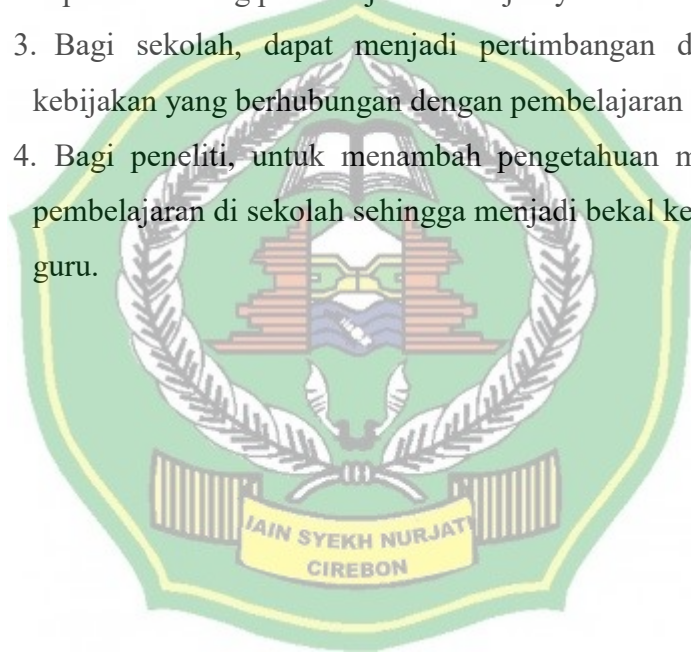 3. Bagi sekolah, dapat menjadi pertimbangan d
kebijakan yang berhubungan dengan pembelajaran
4. Bagi peneliti, untuk menambah pengetahuan m
pembelajaran di sekolah sehingga menjadi bekal ke
guru.
IAIN SYEKH NURJATI
CIREBON